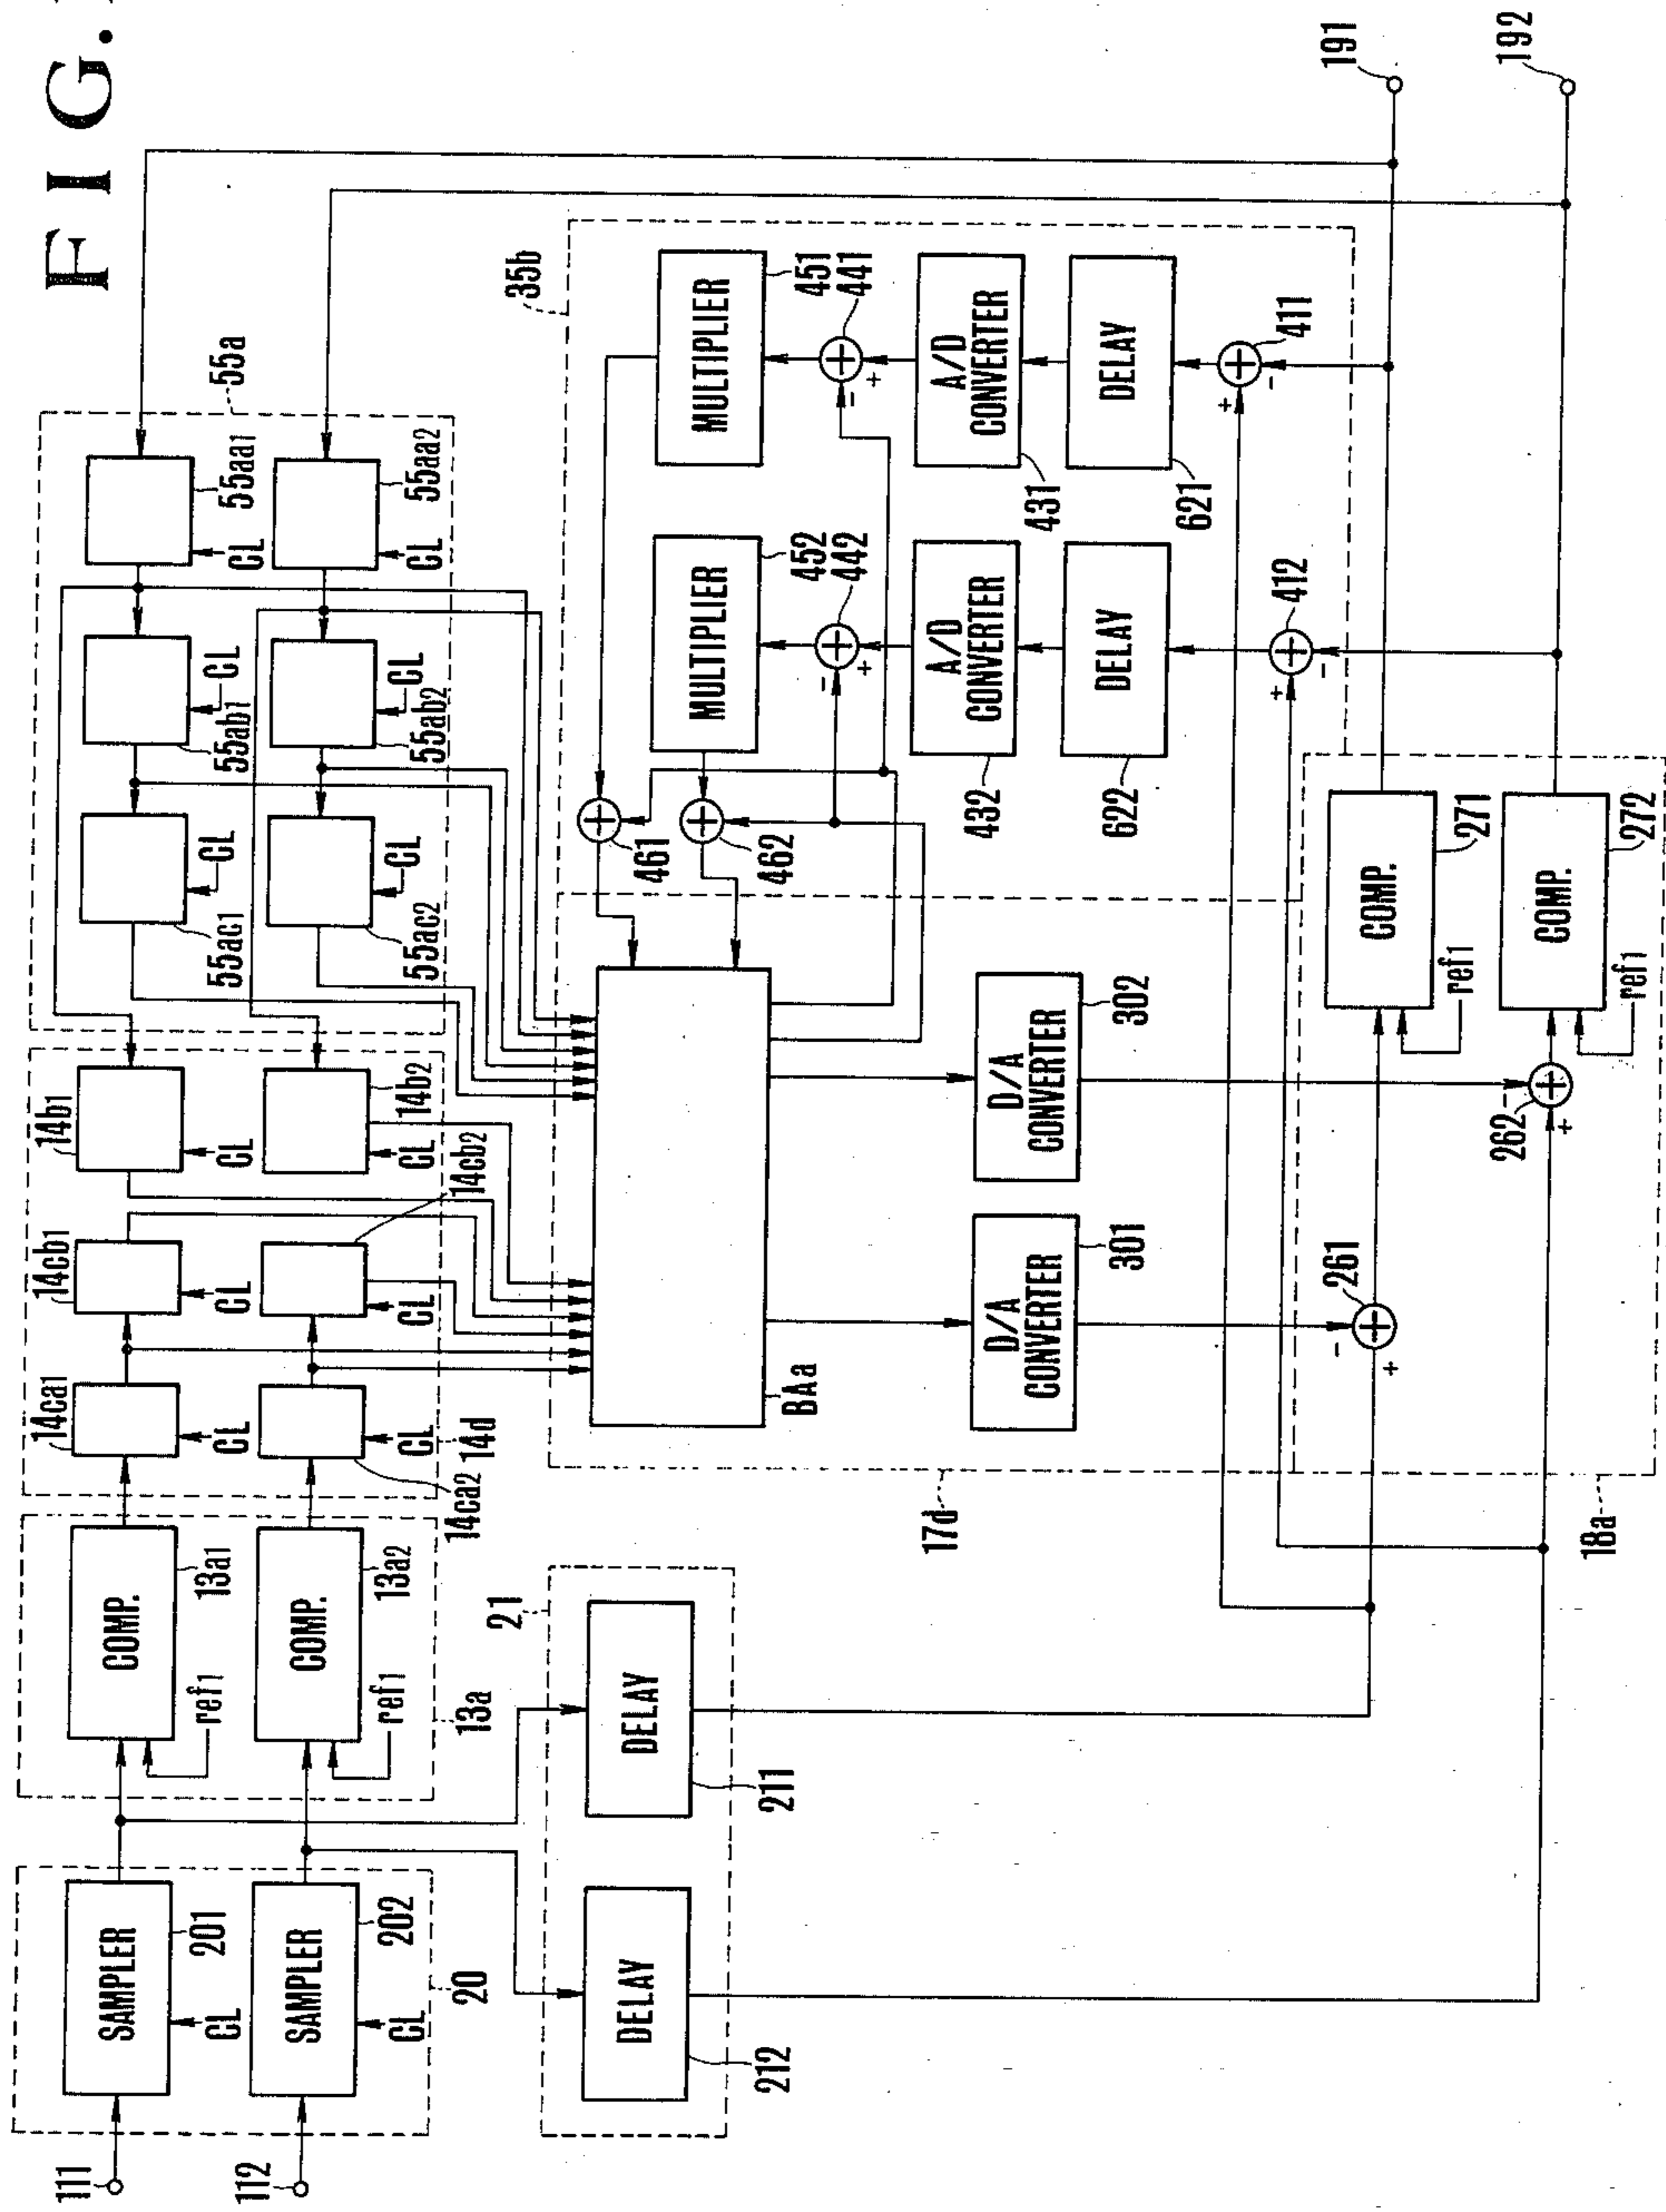 FIG.
111
112
SAMPLER
201
CL
SAMPLER
202
CL
20
COMP.
13a1
ref1
COMP.
13a2
ref1
13a
14ca1
CL
14ca2
CL
14d
14cb1
CL
14cb2
CL
14b1
CL
14b2
CL
55a
55aa1
CL
55aa2
CL
55ab1
CL
55ab2
CL
55ac1
CL
55ac2
CL
21
DELAY
211
DELAY
212
BAa
17d
D/A
CONVERTER
301
D/A
CONVERTER
302
35b
MULTIPLIER
451
441
+
-
MULTIPLIER
452
442
+
-
461
462
A/D
CONVERTER
431
A/D
CONVERTER
432
DELAY
621
DELAY
622
411
+
-
412
+
-
261
-
+
262
-
+
COMP.
271
ref1
COMP.
272
ref1
18a
191
192